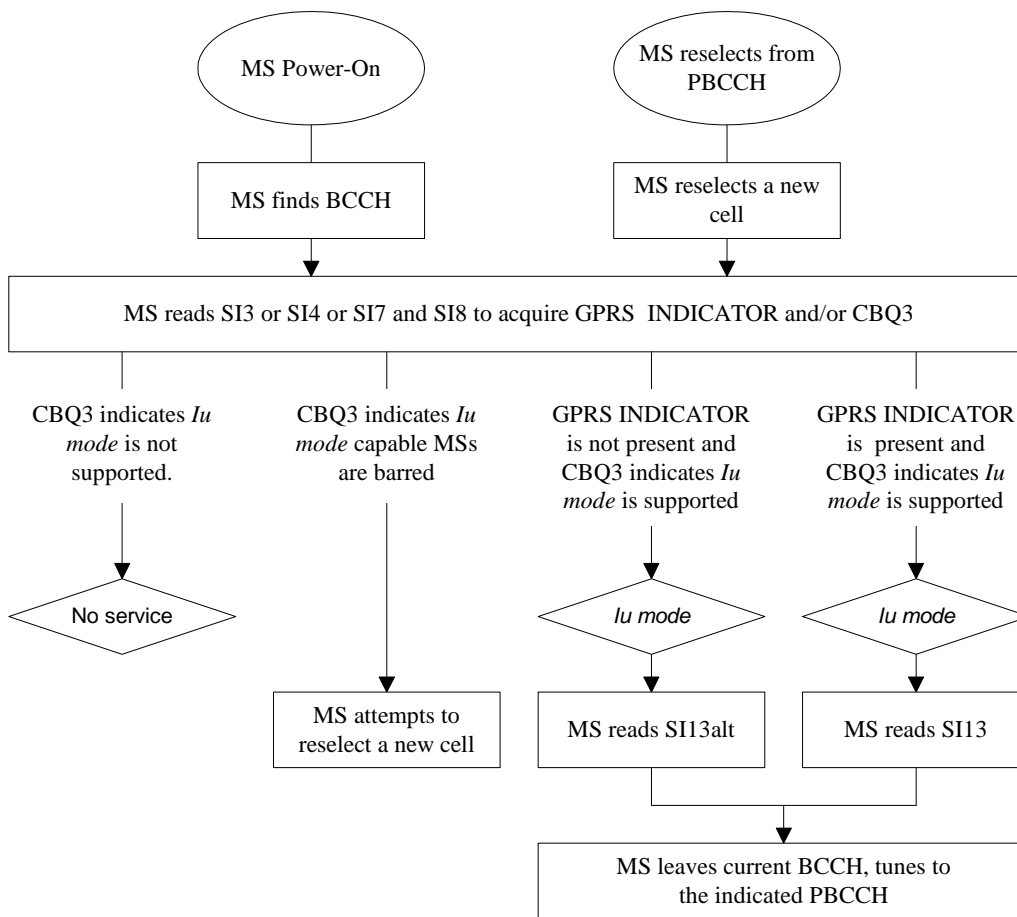 MS Power-On
MS reselects from
PBCCH
MS finds BCCH
MS reselects a new
cell
MS reads SI3 or SI4 or SI7 and SI8 to acquire GPRS  INDICATOR and/or CBQ3
CBQ3 indicates Iu
mode is not
supported.
CBQ3 indicates Iu
mode capable MSs
are barred
GPRS INDICATOR
is not present and
CBQ3 indicates Iu
mode is supported
GPRS INDICATOR
is  present and
CBQ3 indicates Iu
mode is supported
No service
Iu mode
Iu mode
MS attempts to
reselect a new cell
MS reads SI13alt
MS reads SI13
MS leaves current BCCH, tunes to
the indicated PBCCH